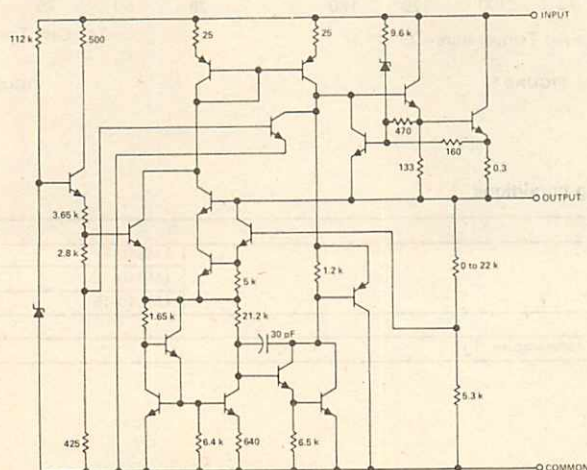 INPUT
112 k
500
25
25
9.6 k
470
160
133
0.3
OUTPUT
3.65 k
2.8 k
5 k
1.2 k
0 to 22 k
1.65 k
21.2 k
30 pF
5.3 k
425
6.4 k
640
6.5 k
COMMON